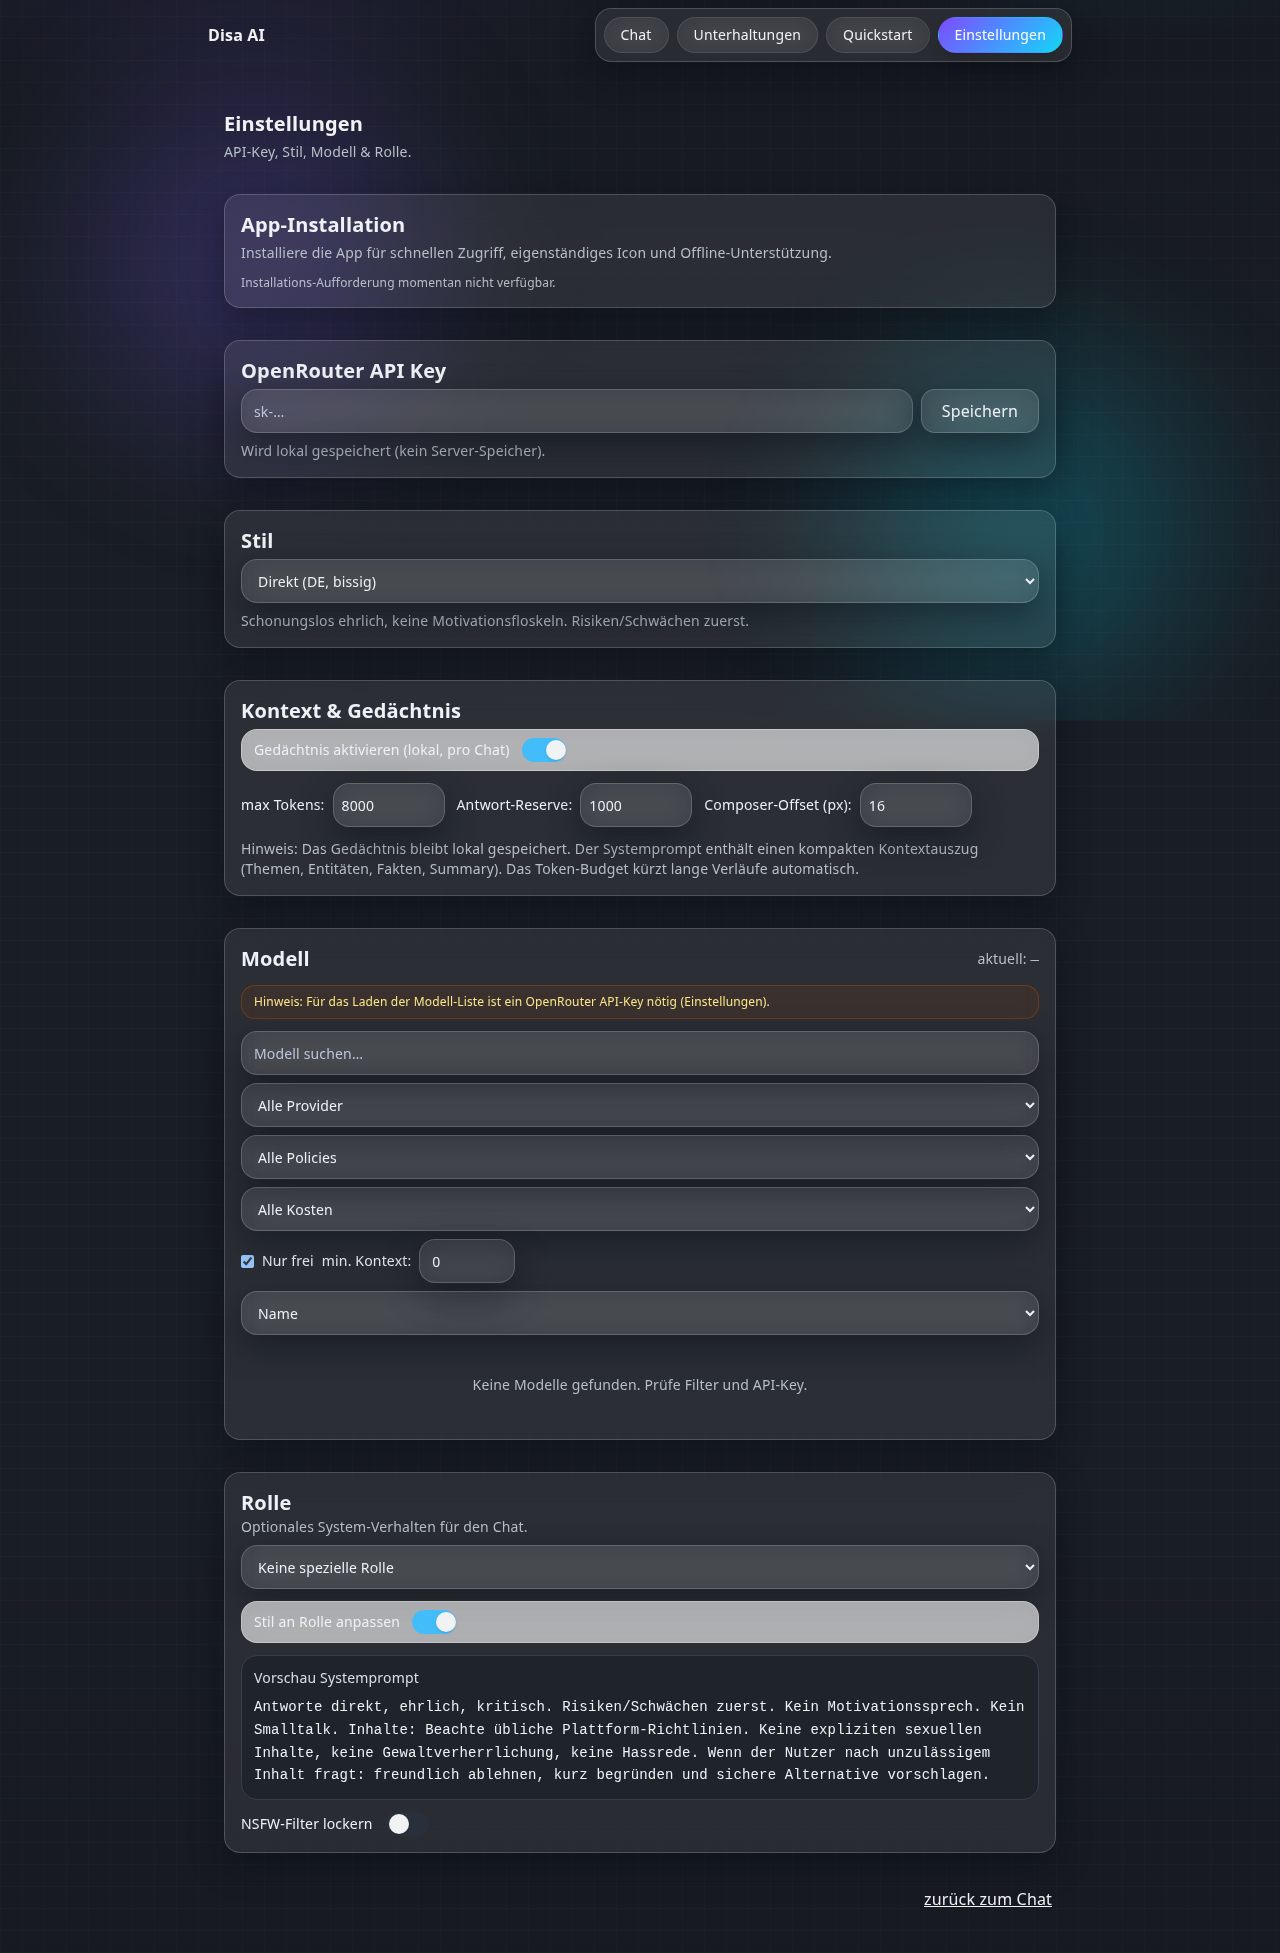 Disa AI
Chat
Unterhaltungen
Quickstart
Einstellungen
Einstellungen
API-Key, Stil, Modell & Rolle.
App-Installation
Installiere die App für schnellen Zugriff, eigenständiges Icon und Offline-Unterstützung.
Installations-Aufforderung momentan nicht verfügbar.
OpenRouter API Key
sk-...
Speichern
Wird lokal gespeichert (kein Server-Speicher).
Stil
Direkt (DE, bissig)
Schonungslos ehrlich, keine Motivationsfloskeln. Risiken/Schwächen zuerst.
Kontext & Gedächtnis
Gedächtnis aktivieren (lokal, pro Chat)
max Tokens: 8000 Antwort-Reserve: 1000 Composer-Offset (px): 16
Hinweis: Das Gedächtnis bleibt lokal gespeichert. Der Systemprompt enthält einen kompakten Kontextauszug
(Themen, Entitäten, Fakten, Summary). Das Token-Budget kürzt lange Verläufe automatisch.
Modell
aktuell: —
Hinweis: Für das Laden der Modell-Liste ist ein OpenRouter API-Key nötig (Einstellungen).
Modell suchen...
Alle Provider
Alle Policies
Alle Kosten
Nur frei min. Kontext: 0
Name
Keine Modelle gefunden. Prüfe Filter und API-Key.
Rolle
Optionales System-Verhalten für den Chat.
Keine spezielle Rolle
Stil an Rolle anpassen
Vorschau Systemprompt
Antworte direkt, ehrlich, kritisch. Risiken/Schwächen zuerst. Kein Motivationssprech. Kein
Smalltalk. Inhalte: Beachte übliche Plattform-Richtlinien. Keine expliziten sexuellen
Inhalte, keine Gewaltverherrlichung, keine Hassrede. Wenn der Nutzer nach unzulässigem
Inhalt fragt: freundlich ablehnen, kurz begründen und sichere Alternative vorschlagen.
NSFW-Filter lockern
zurück zum Chat